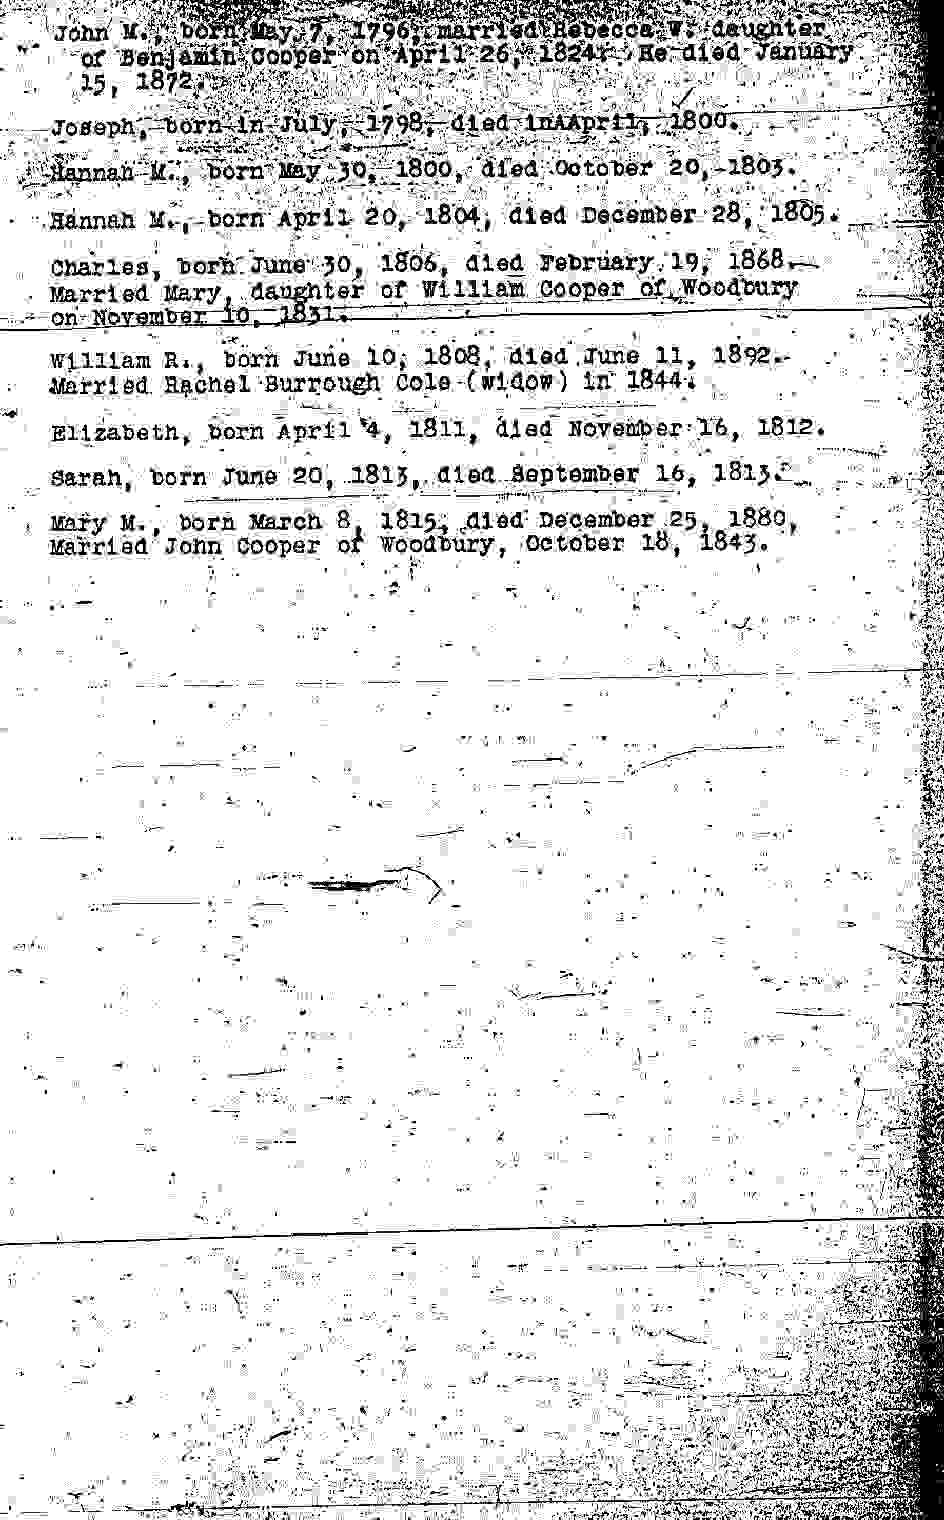 John M., born May 7, 1796, married Rebecca W. daughter
of Benjamin Cooper on April 26, 1824. He died January
15, 1872.
Joseph, born in July, 1798, died inAApril, 1800.
Hannah M., born May 30, 1800, died October 20, 1803.
Hannah M., born April 20, 1804, died December 28, 1805.
Charles, born June 30, 1806, died February 19, 1868.
Married Mary, daughter of William Cooper of Woodbury
on November 10, 1831.
William R., born June 10, 1808, died June 11, 1892.
Married Rachel Burrough Cole (widow) in 1844.
Elizabeth, born April 4, 1811, died November 16, 1812.
Sarah, born June 20, 1813, died September 16, 1813.
Mary M., born March 8, 1815, died December 25, 1880,
Married John Cooper of Woodbury, October 18, 1843.